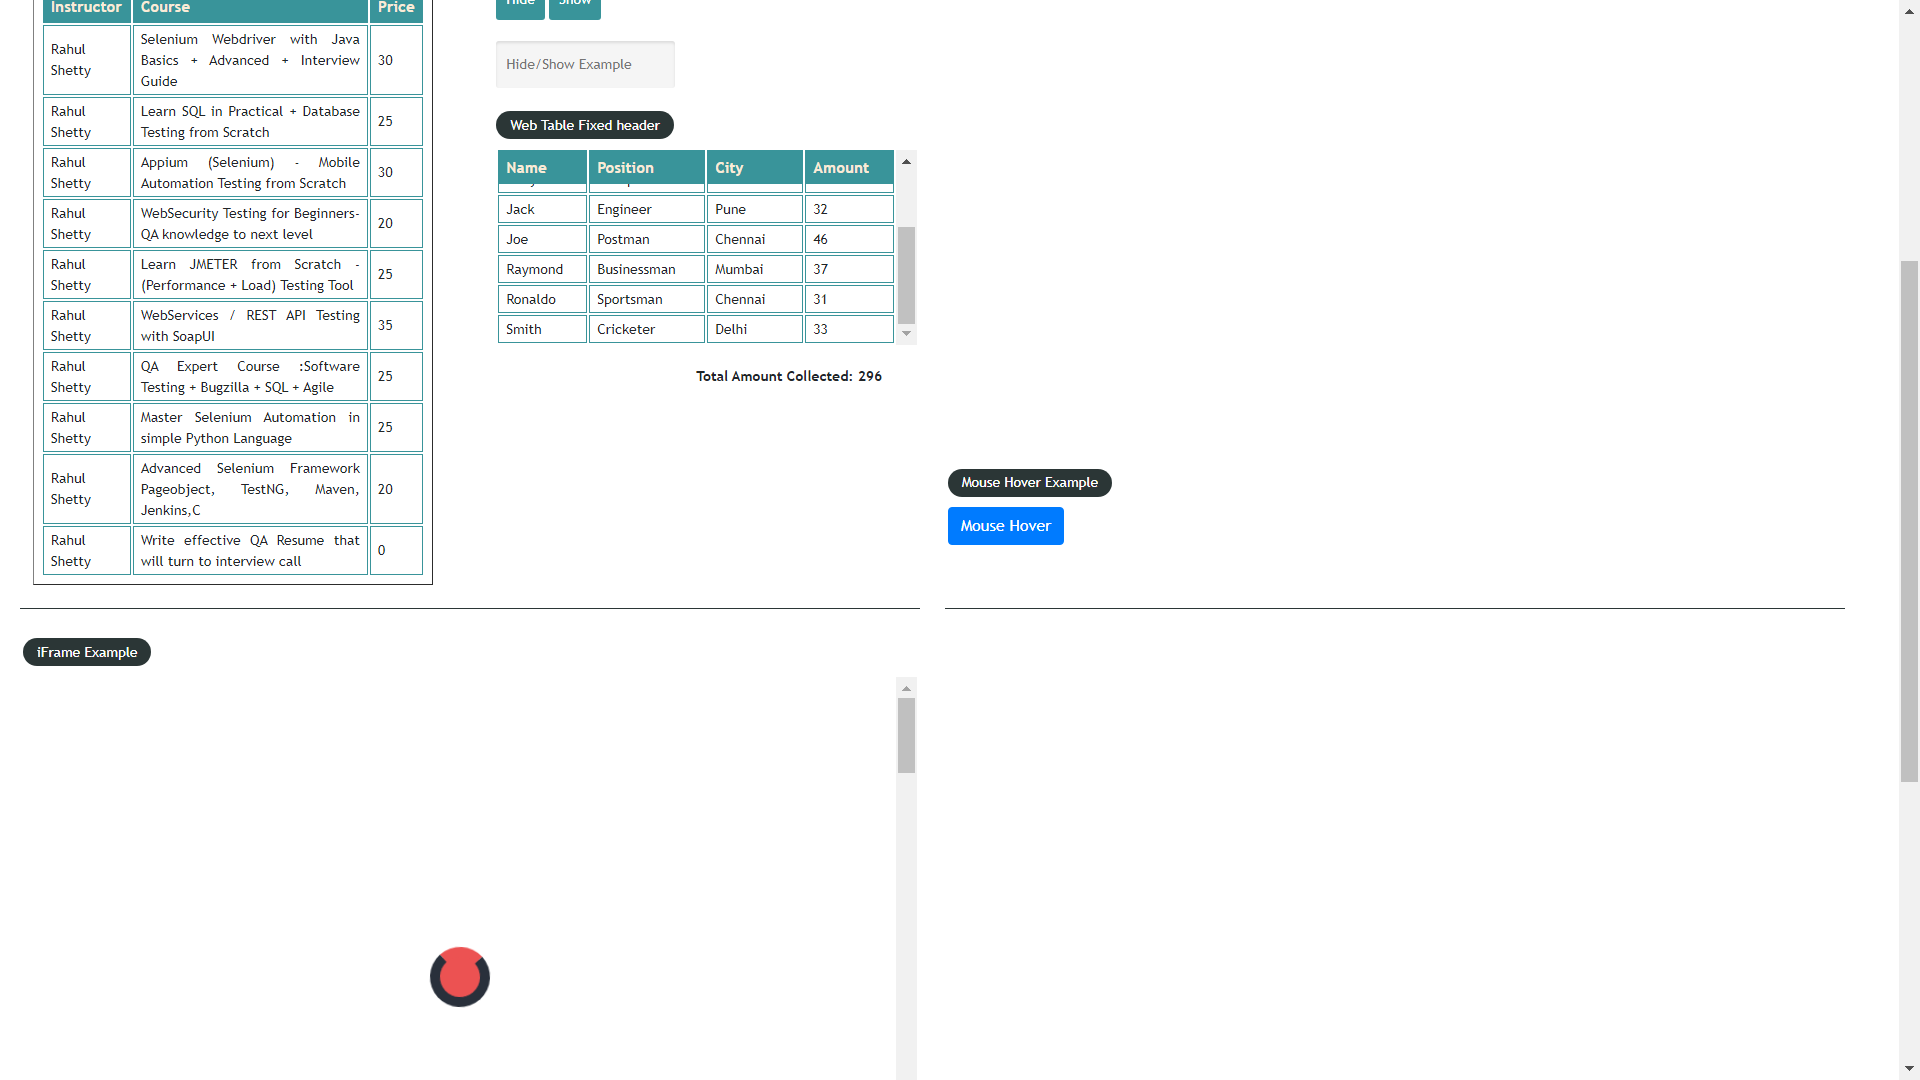 Instructor Course Price
Rahul Shetty Selenium Webdriver with Java Basics + Advanced + Interview Guide 30
Rahul Shetty Learn SQL in Practical + Database Testing from Scratch 25
Rahul Shetty Appium (Selenium) - Mobile Automation Testing from Scratch 30
Rahul Shetty WebSecurity Testing for Beginners-QA knowledge to next level 20
Rahul Shetty Learn JMETER from Scratch - (Performance + Load) Testing Tool 25
Rahul Shetty WebServices / REST API Testing with SoapUI 35
Rahul Shetty QA Expert Course :Software Testing + Bugzilla + SQL + Agile 25
Rahul Shetty Master Selenium Automation in simple Python Language 25
Rahul Shetty Advanced Selenium Framework Pageobject, TestNG, Maven, Jenkins,C 20
Rahul Shetty Write effective QA Resume that will turn to interview call 0
Hide Show
Hide/Show Example
Web Table Fixed header
Name Position City Amount
Jack Engineer Pune 32
Joe Postman Chennai 46
Raymond Businessman Mumbai 37
Ronaldo Sportsman Chennai 31
Smith Cricketer Delhi 33
Total Amount Collected: 296
Mouse Hover Example
Mouse Hover
iFrame Example